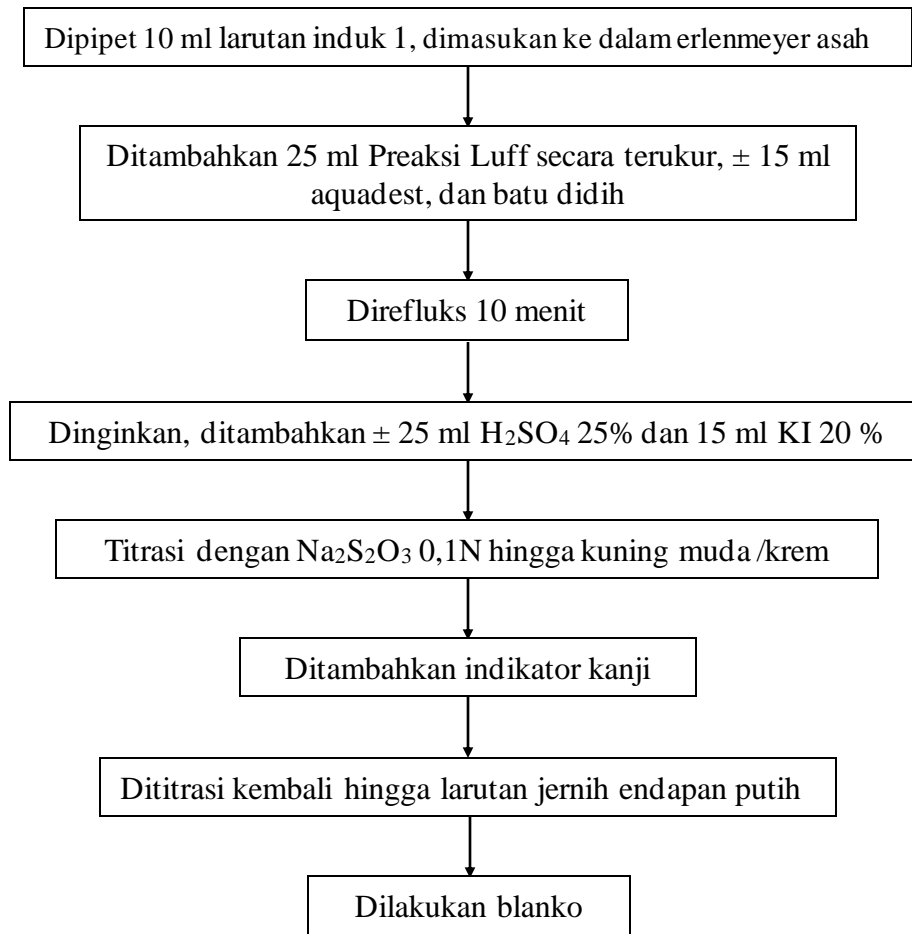 Dipipet 10 ml larutan induk 1, dimasukan ke dalam erlenmeyer asah
Ditambahkan 25 ml Preaksi Luff secara terukur, ± 15 ml
aquadest, dan batu didih
Direfluks 10 menit
Dinginkan, ditambahkan ± 25 ml H₂SO₄ 25% dan 15 ml KI 20 %
Titrasi dengan Na₂S₂O₃ 0,1N hingga kuning muda /krem
Ditambahkan indikator kanji
Dititrasi kembali hingga larutan jernih endapan putih
Dilakukan blanko